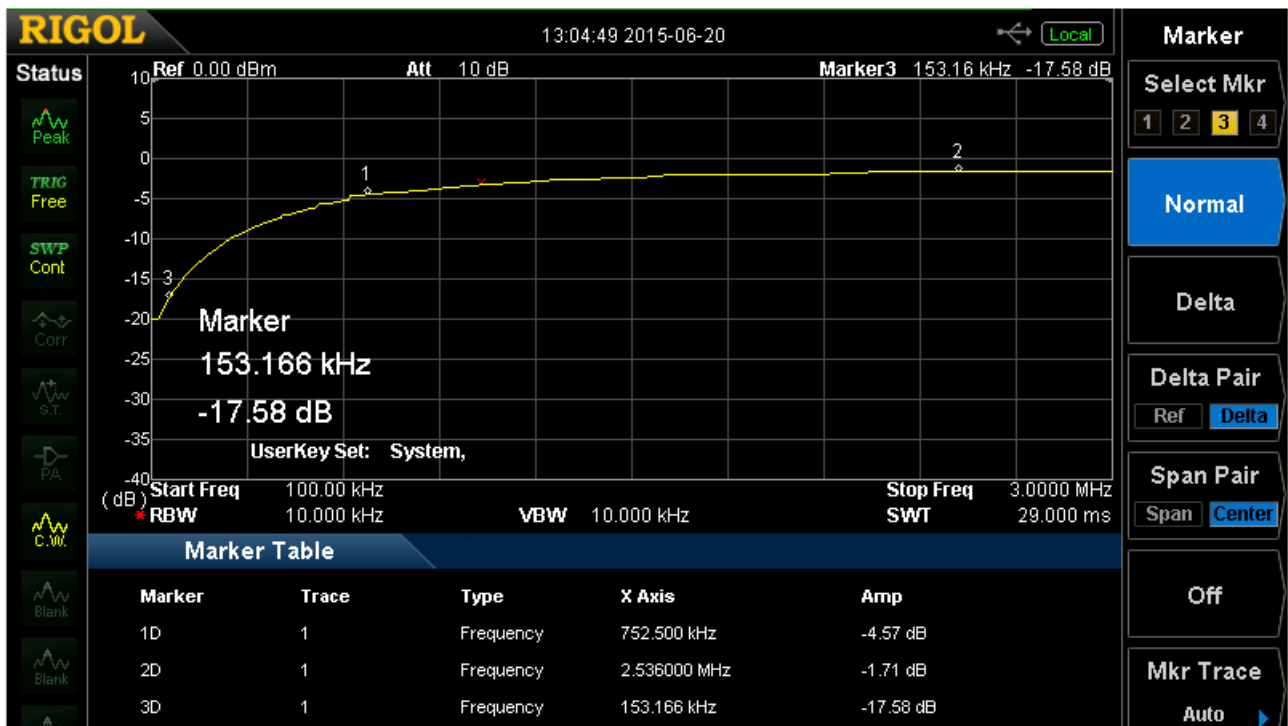 RIGOL
13:04:49 2015-06-20
Local
Status
Ref 0.00 dBm Att 10 dB Marker3 153.16 kHz -17.58 dB
Peak
TRIG
Free
SWP
Cont
Corr
S.T.
PA
C.W.
Blank
Blank
10
5
0
-5
-10
-15
-20
-25
-30
-35
-40
(dB)
1
2
3
Marker
153.166 kHz
-17.58 dB
UserKey Set: System,
Start Freq 100.00 kHz Stop Freq 3.0000 MHz
* RBW 10.000 kHz VBW 10.000 kHz SWT 29.000 ms
Marker Table
Marker Trace Type X Axis Amp
1D 1 Frequency 752.500 kHz -4.57 dB
2D 1 Frequency 2.536000 MHz -1.71 dB
3D 1 Frequency 153.166 kHz -17.58 dB
Marker
Select Mkr
1 2 3 4
Normal
Delta
Delta Pair
Ref Delta
Span Pair
Span Center
Off
Mkr Trace
Auto